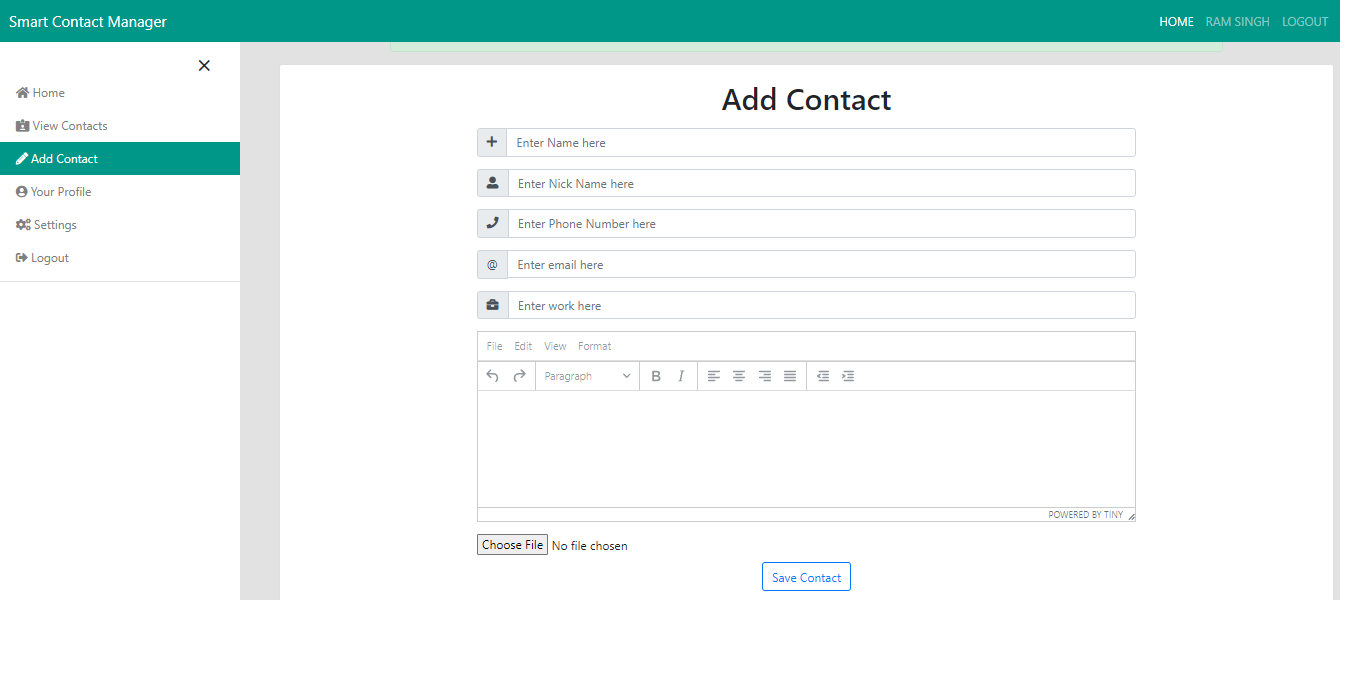 Smart Contact Manager
HOME RAM SINGH LOGOUT
Home
View Contacts
Add Contact
Your Profile
Settings
Logout
Add Contact
Enter Name here
Enter Nick Name here
Enter Phone Number here
@ Enter email here
Enter work here
File Edit View Format
Paragraph B I
POWERED BY TINY
Choose File No file chosen
Save Contact